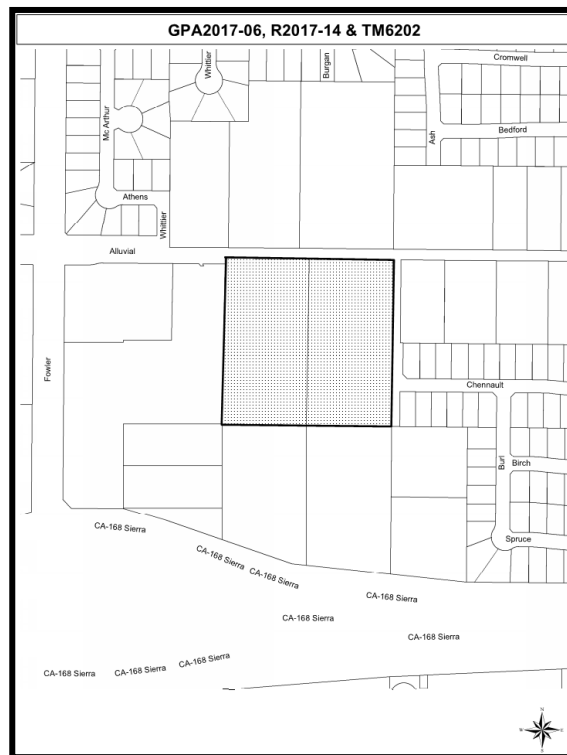 GPA2017-06, R2017-14 & TM6202
Cromwell
Whittier
Burgan
Mc Arthur
Ash
Bedford
Athens
Whittier
Alluvial
Fowler
Chennault
Burl
Birch
CA-168 Sierra
Spruce
CA-168 Sierra
CA-168 Sierra
CA-168 Sierra
CA-168 Sierra
CA-168 Sierra
CA-168 Sierra
CA-168 Sierra
CA-168 Sierra
N
W
E
S